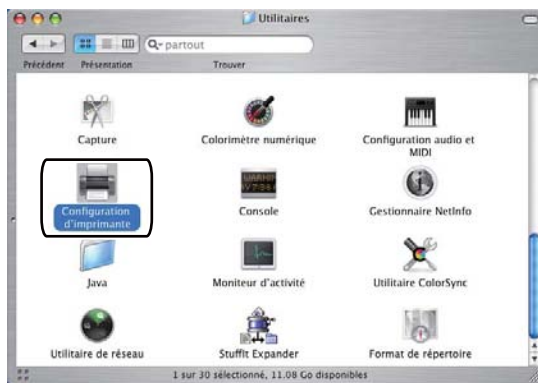 Utilitaires
partout
Précédent Présentation Trouver
Capture
Colorimètre numérique
Configuration audio et
MIDI
Configuration
d'imprimante
Console
Gestionnaire NetInfo
Java
Moniteur d'activité
Utilitaire ColorSync
Utilitaire de réseau
StuffIt Expander
Format de répertoire
1 sur 30 sélectionné, 11.08 Go disponibles